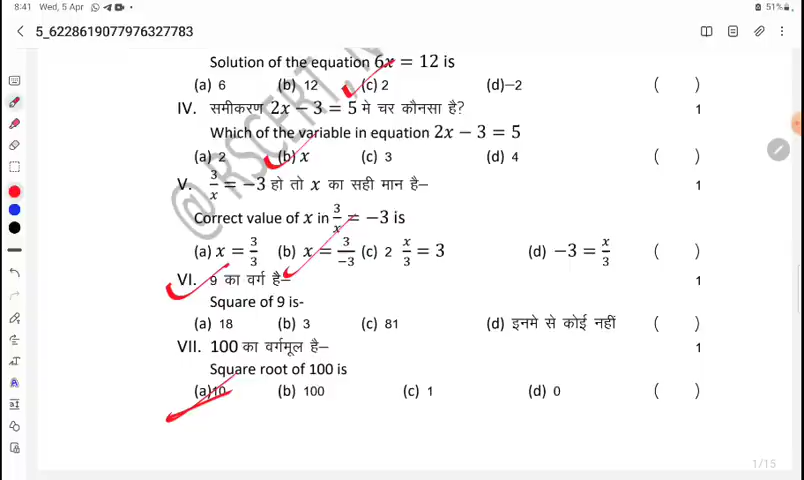 8:41 Wed, 5 Apr 51%
5_6228619077976327783
Solution of the equation 6x = 12 is
(a) 6 (b) 12 (c) 2 (d)−2 ( )
IV. समीकरण 2x − 3 = 5 मे चर कौनसा है? 1
Which of the variable in equation 2x − 3 = 5
(a) 2 (b) x (c) 3 (d) 4 ( )
V. 3/x = −3 हो तो x का सही मान है− 1
Correct value of x in 3/x = −3 is
(a) x = 3/3 (b) x = 3/−3 (c) 2 x/3 = 3 (d) −3 = x/3 ( )
VI. 9 का वर्ग है− 1
Square of 9 is-
(a) 18 (b) 3 (c) 81 (d) इनमे से कोई नहीं ( )
VII. 100 का वर्गमूल है− 1
Square root of 100 is
(a) 10 (b) 100 (c) 1 (d) 0 ( )
1/15
@RSCERT,